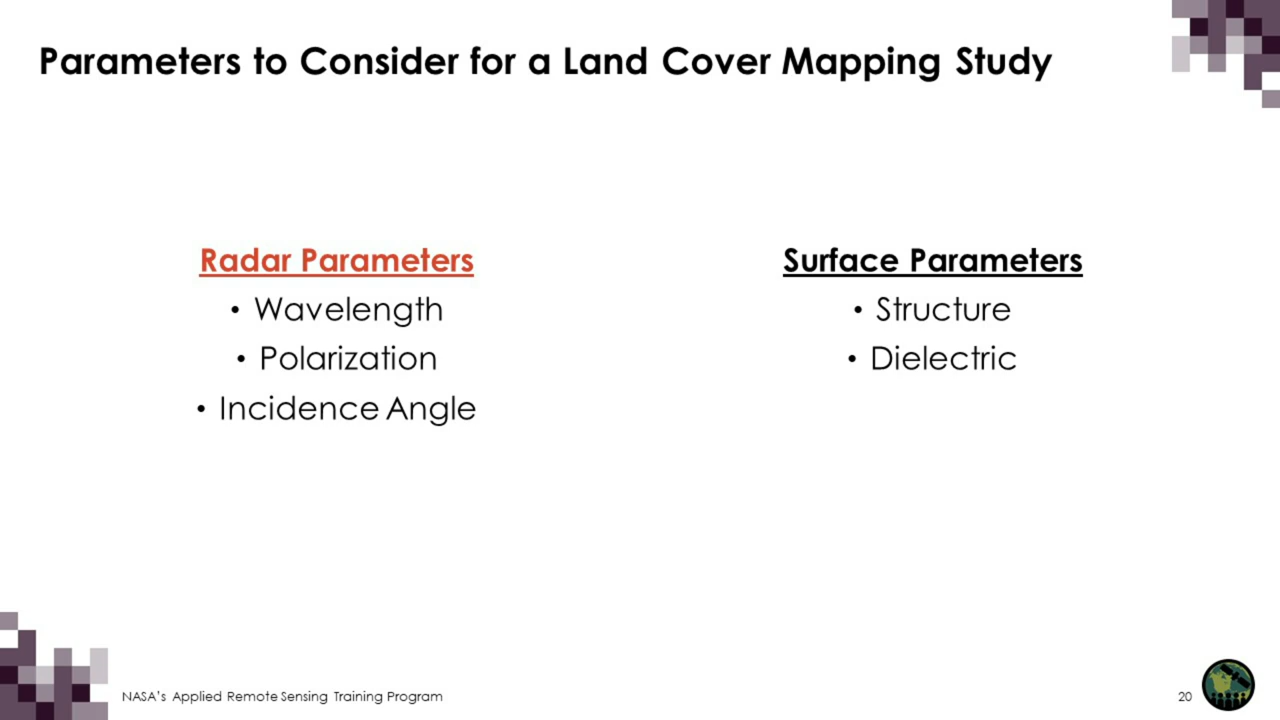 Parameters to Consider for a Land Cover Mapping Study
Radar Parameters
• Wavelength
• Polarization
• Incidence Angle
Surface Parameters
• Structure
• Dielectric
NASA's Applied Remote Sensing Training Program
20